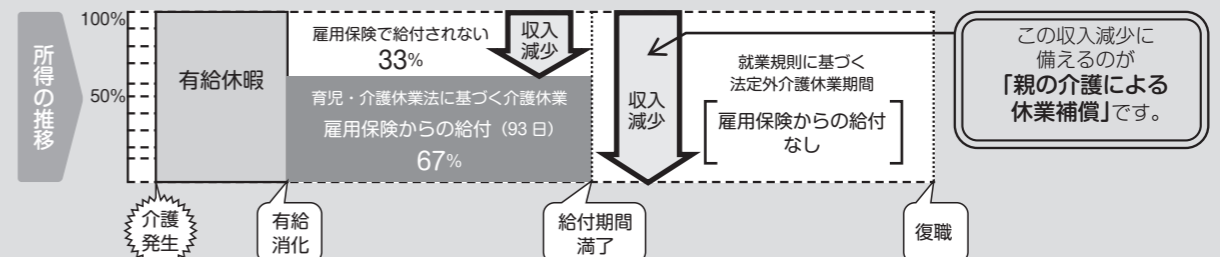 所得の推移
100%
50%
有給休暇
雇用保険で給付されない
33%
収入
減少
育児・介護休業法に基づく介護休業
雇用保険からの給付（93日）
67%
収入
減少
就業規則に基づく
法定外介護休業期間
雇用保険からの給付
なし
この収入減少に
備えるのが
「親の介護による
休業補償」です。
介護
発生
有給
消化
給付期間
満了
復職